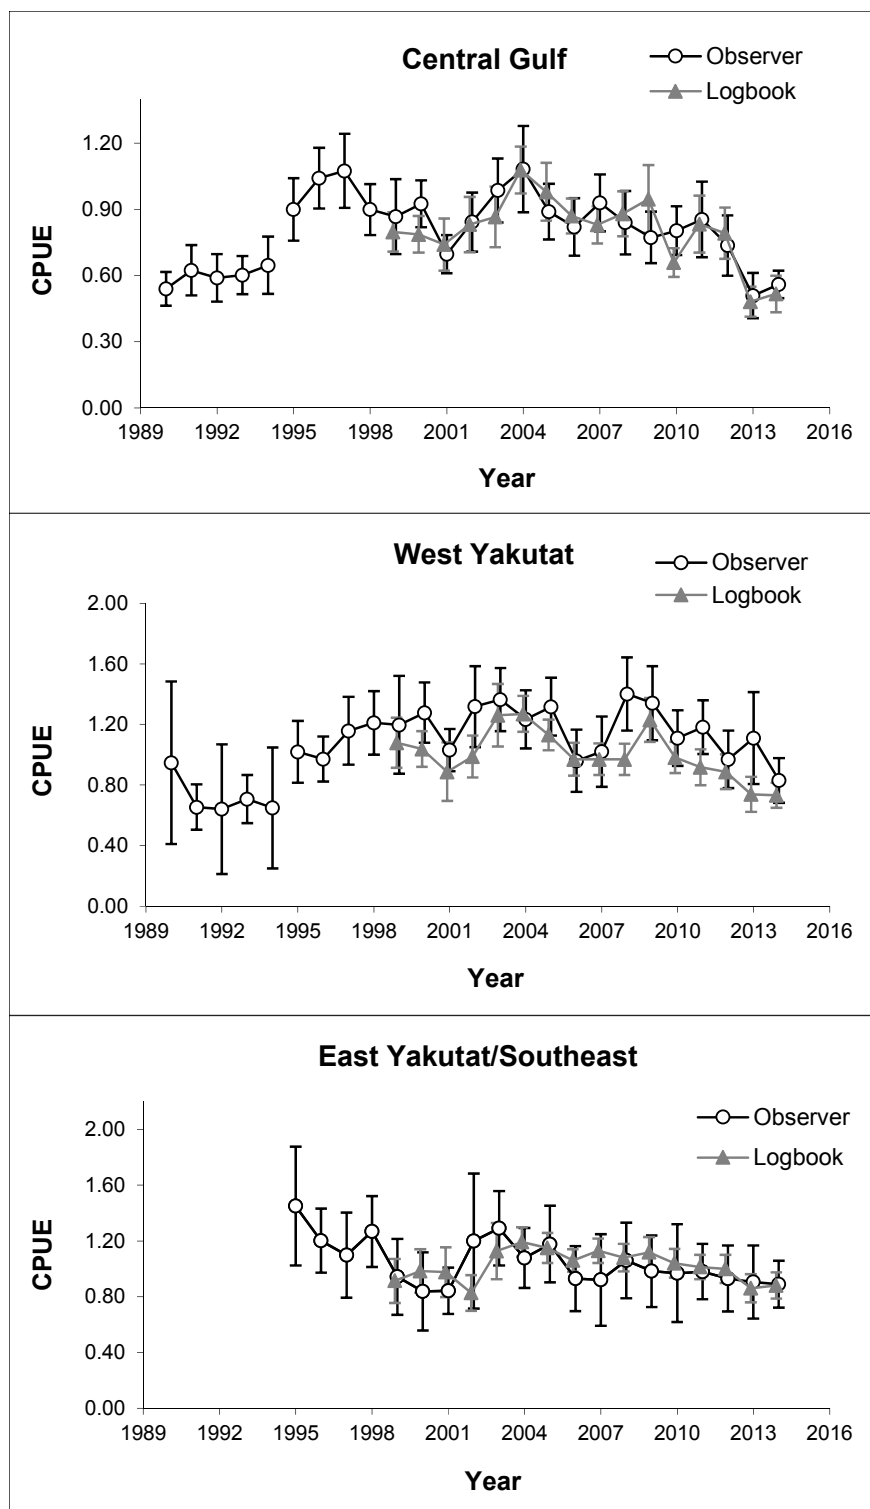 Central Gulf
Observer
Logbook
CPUE
1.20
0.90
0.60
0.30
0.00
1989 1992 1995 1998 2001 2004 2007 2010 2013 2016
Year
West Yakutat
Observer
Logbook
CPUE
2.00
1.60
1.20
0.80
0.40
0.00
1989 1992 1995 1998 2001 2004 2007 2010 2013 2016
Year
East Yakutat/Southeast
Observer
Logbook
CPUE
2.00
1.60
1.20
0.80
0.40
0.00
1989 1992 1995 1998 2001 2004 2007 2010 2013 2016
Year